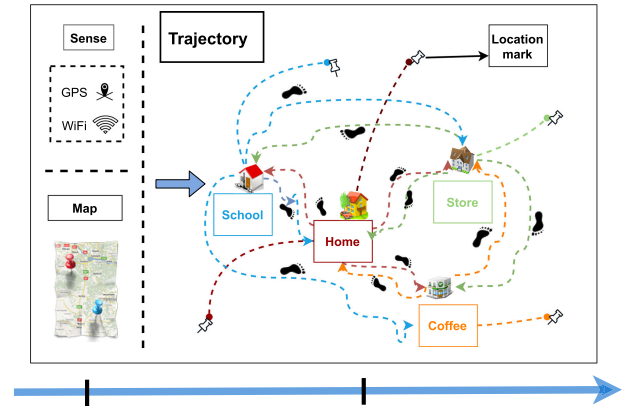 Sense
GPS
WiFi
Map
Trajectory
Location
mark
School
Home
Store
Coffee